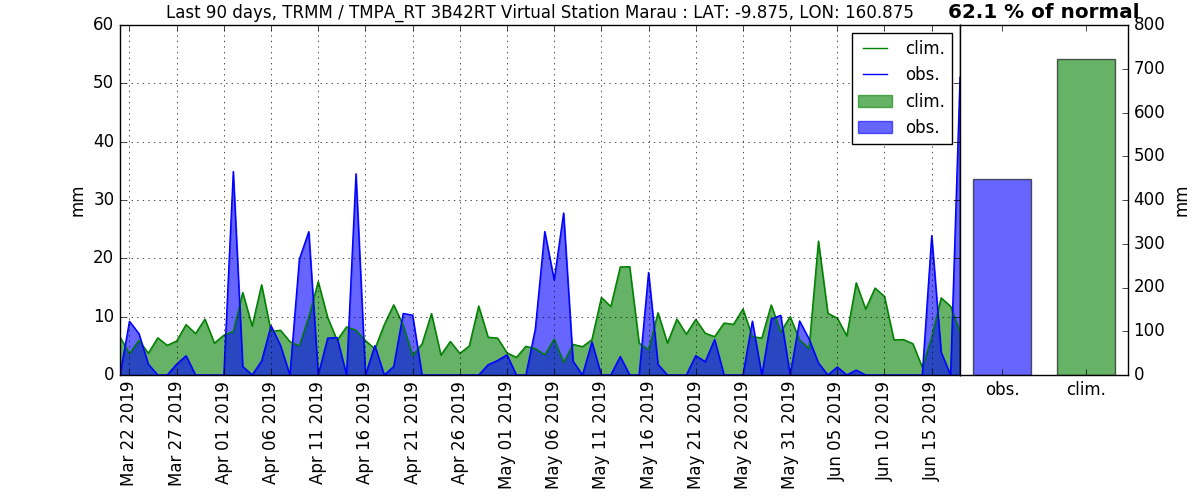 Last 90 days, TRMM / TMPA_RT 3B42RT Virtual Station Marau : LAT: -9.875, LON: 160.875
62.1 % of normal
60
50
40
30
20
10
0
mm
clim.
obs.
clim.
obs.
800
700
600
500
400
300
200
100
0
mm
obs.
clim.
Mar 22 2019
Mar 27 2019
Apr 01 2019
Apr 06 2019
Apr 11 2019
Apr 16 2019
Apr 21 2019
Apr 26 2019
May 01 2019
May 06 2019
May 11 2019
May 16 2019
May 21 2019
May 26 2019
May 31 2019
Jun 05 2019
Jun 10 2019
Jun 15 2019